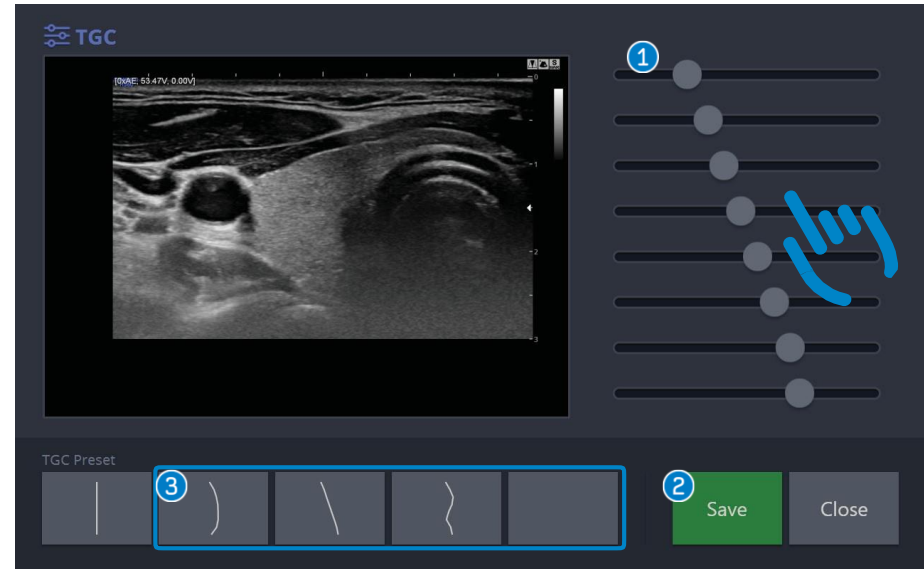 TGC
[0xAE, 53.47V, 0.00V]
0
1
2
3
1
TGC Preset
3
2
Save
Close